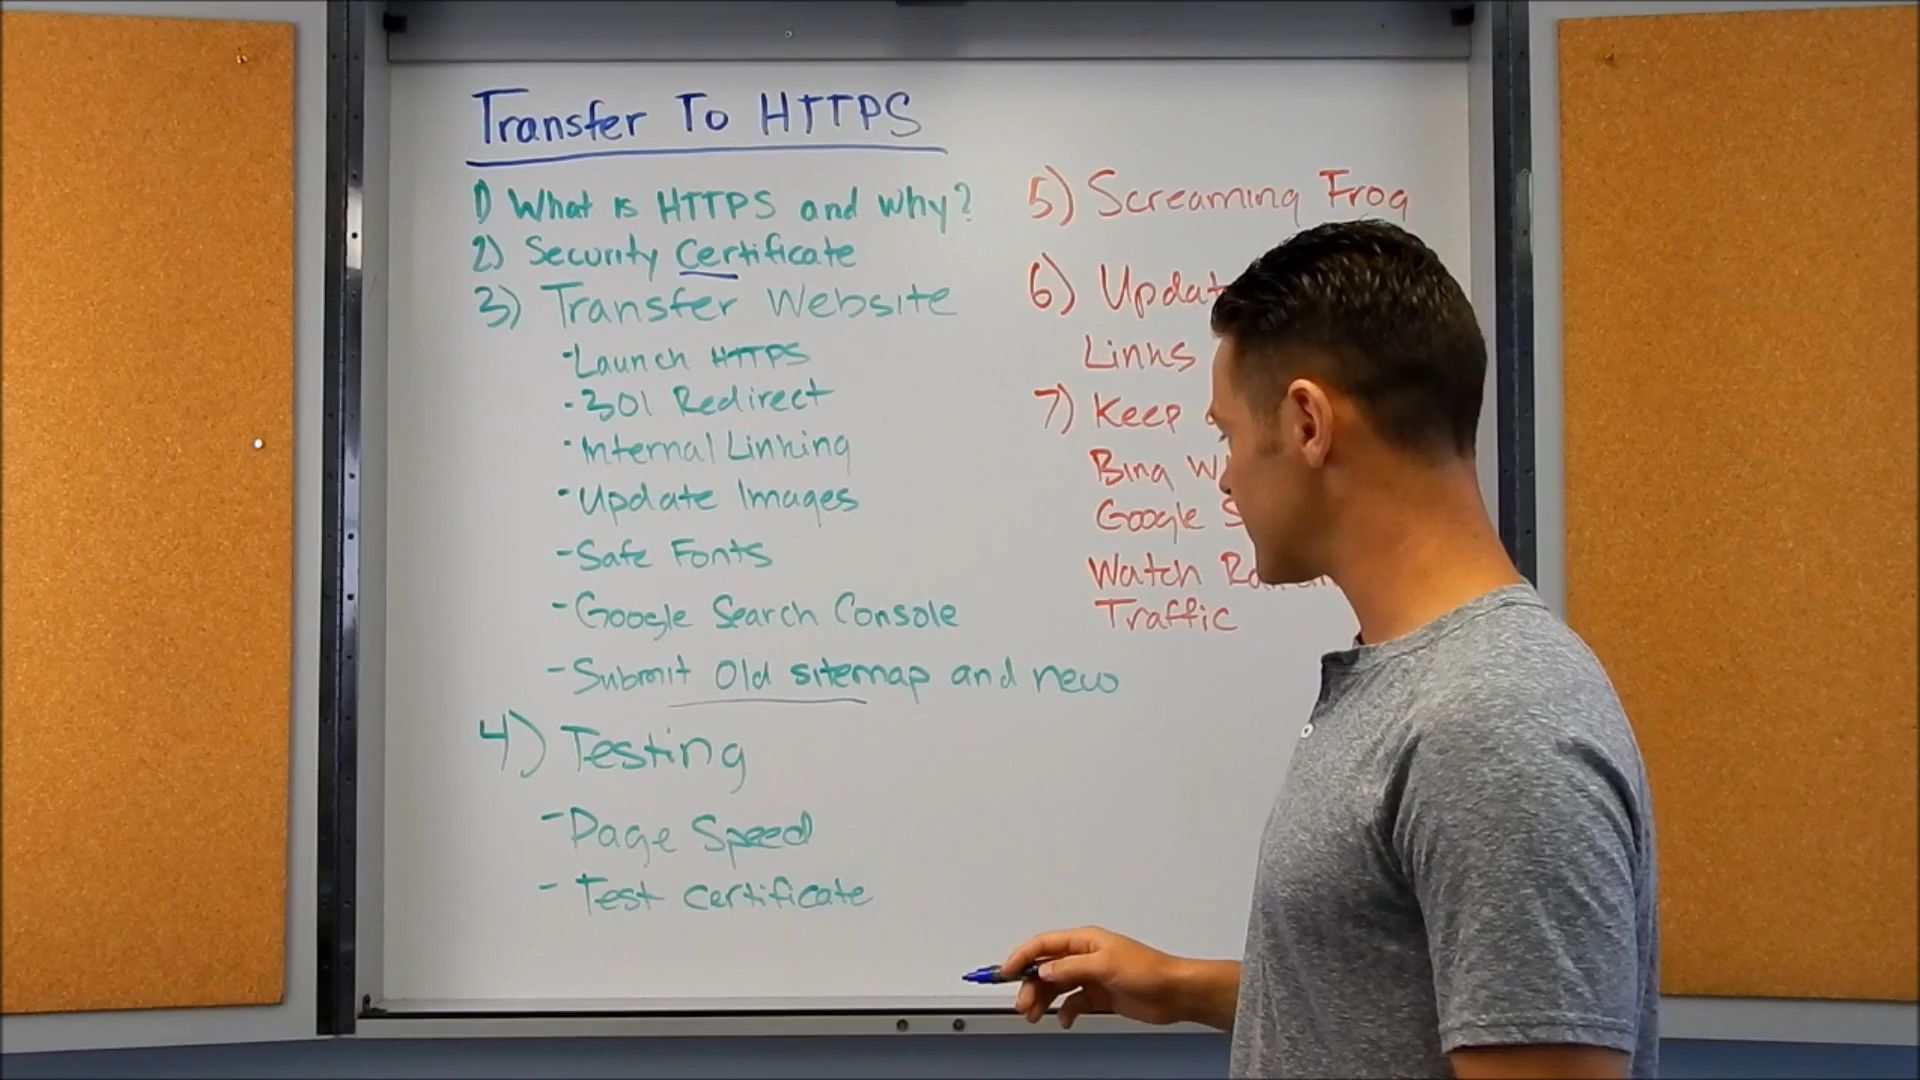 Transfer To HTTPS
1) What is HTTPS and why?
2) Security Certificate
3) Transfer Website
- Launch HTTPS
- 301 Redirect
- Internal Linking
- Update Images
- Safe Fonts
- Google Search Console
- Submit Old sitemap and new
4) Testing
- Page Speed
- Test certificate
5) Screaming Frog
6)
Links
7) Keep
Bing
Google
Watch
Traffic